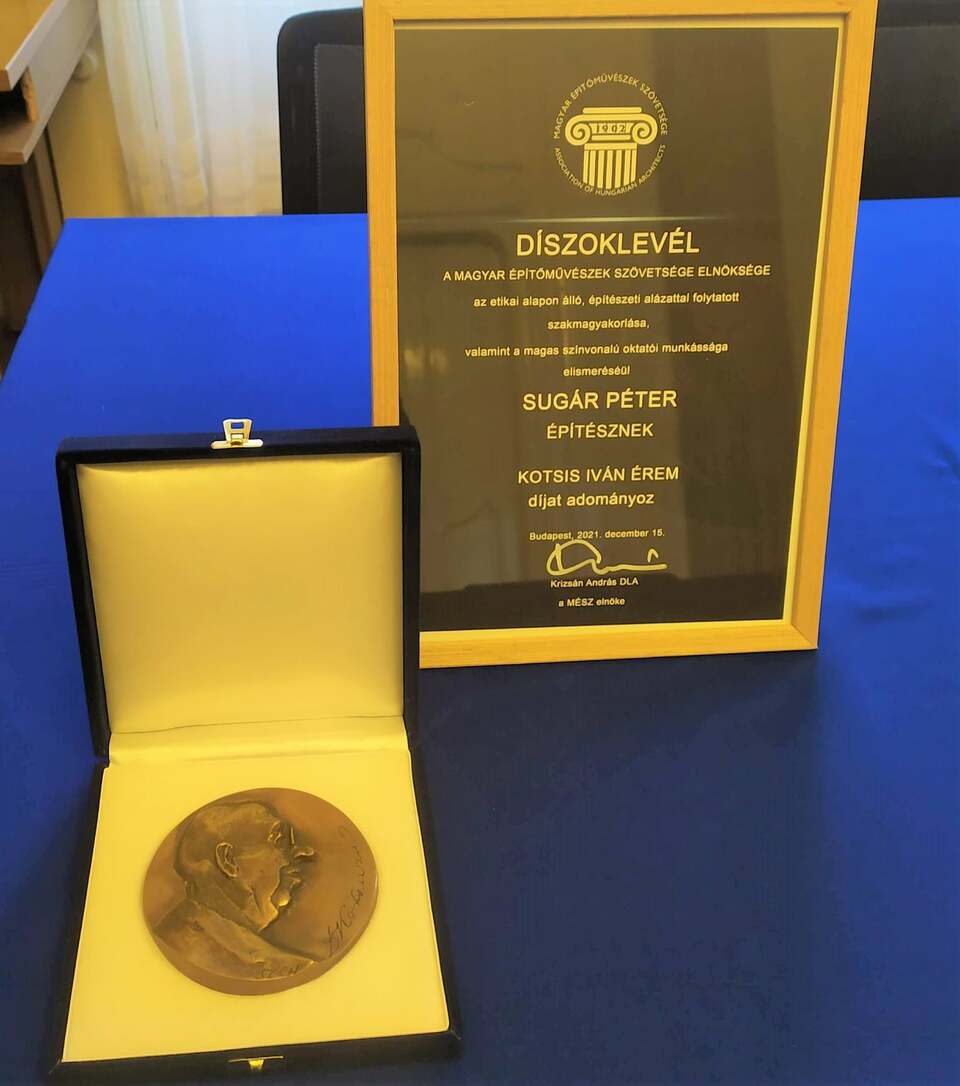 MAGYAR ÉPÍTŐMŰVÉSZEK SZÖVETSÉGE
1902
ASSOCIATION OF HUNGARIAN ARCHITECTS
DÍSZOKLEVÉL
A MAGYAR ÉPÍTŐMŰVÉSZEK SZÖVETSÉGE ELNÖKSÉGE
az etikai alapon álló, építészeti alázattal folytatott
szakmagyakorlása,
valamint a magas színvonalú oktatói munkássága
elismeréséül
SUGÁR PÉTER
ÉPÍTÉSZNEK
KOTSIS IVÁN ÉREM
díjat adományoz
Budapest, 2021. december 15.
Krizsán András DLA
a MÉSZ elnöke